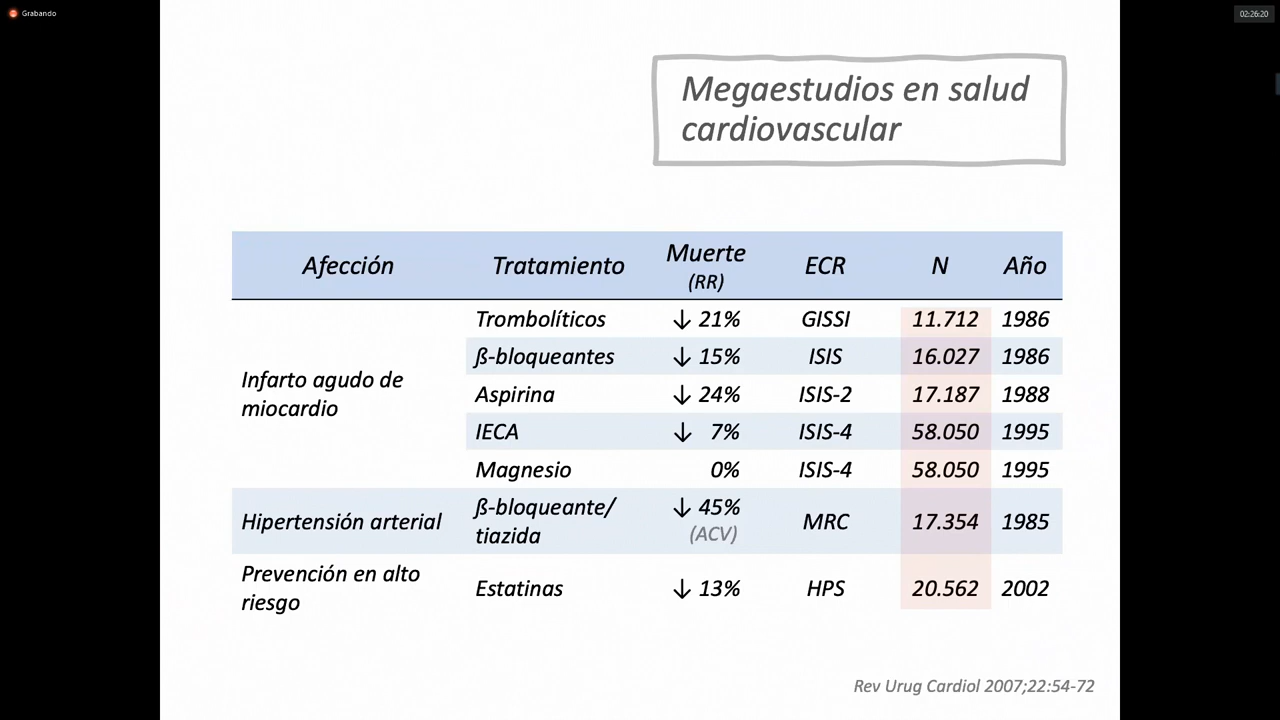 Grabando
02:26:20
Megaestudios en salud
cardiovascular
Afección Tratamiento Muerte (RR) ECR N Año
Infarto agudo de
miocardio
Trombolíticos ↓ 21% GISSI 11.712 1986
ß-bloqueantes ↓ 15% ISIS 16.027 1986
Aspirina ↓ 24% ISIS-2 17.187 1988
IECA ↓ 7% ISIS-4 58.050 1995
Magnesio 0% ISIS-4 58.050 1995
Hipertensión arterial
ß-bloqueante/
tiazida
↓ 45%
(ACV)
MRC 17.354 1985
Prevención en alto
riesgo
Estatinas ↓ 13% HPS 20.562 2002
Rev Urug Cardiol 2007;22:54-72